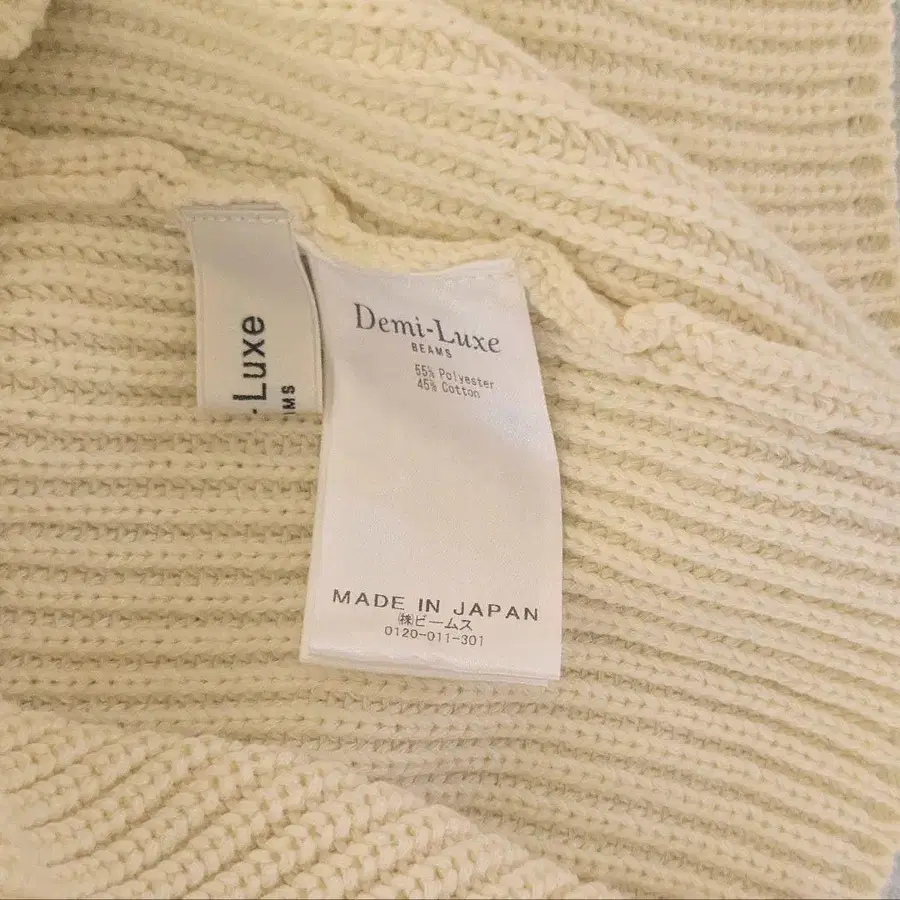 -Luxe
IMS
Demi-Luxe
BEAMS
55% Polyester
45% Cotton
MADE IN JAPAN
㈱ビームス
0120-011-301